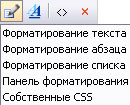 Форматирование текста
Форматирование абзаца
Форматирование списка
Панель форматирования
Собственные CSS